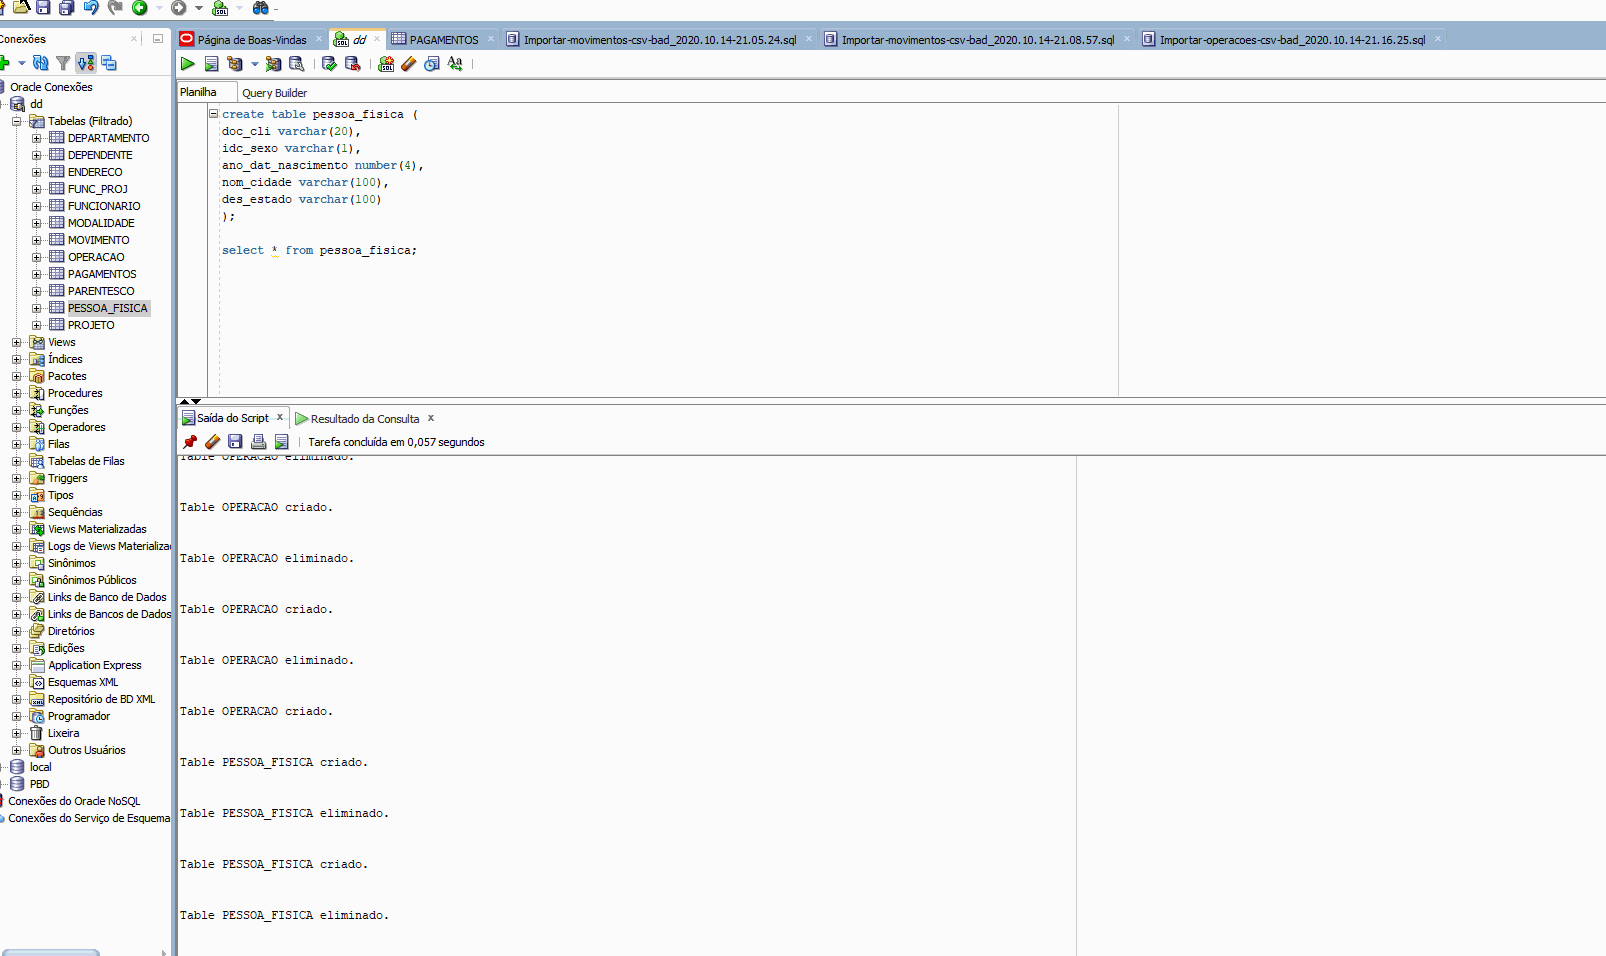 Conexões
Oracle Conexões
dd
Tabelas (Filtrado)
DEPARTAMENTO
DEPENDENTE
ENDERECO
FUNC_PROJ
FUNCIONARIO
MODALIDADE
MOVIMENTO
OPERACAO
PAGAMENTOS
PARENTESCO
PESSOA_FISICA
PROJETO
Views
Índices
Pacotes
Procedures
Funções
Operadores
Filas
Tabelas de Filas
Triggers
Tipos
Sequências
Views Materializadas
Logs de Views Materializa
Sinônimos
Sinônimos Públicos
Links de Banco de Dados
Links de Bancos de Dados
Diretórios
Edições
Application Express
Esquemas XML
Repositório de BD XML
Programador
Lixeira
Outros Usuários
local
PBD
Conexões do Oracle NoSQL
Conexões do Serviço de Esquema
Página de Boas-Vindas
dd
PAGAMENTOS
Importar-movimentos-csv-bad_2020.10.14-21.05.24.sql
Importar-movimentos-csv-bad_2020.10.14-21.08.57.sql
Importar-operacoes-csv-bad_2020.10.14-21.16.25.sql
Planilha
Query Builder
create table pessoa_fisica (
doc_cli varchar(20),
idc_sexo varchar(1),
ano_dat_nascimento number(4),
nom_cidade varchar(100),
des_estado varchar(100)
);
select * from pessoa_fisica;
Saída do Script
Resultado da Consulta
Tarefa concluída em 0,057 segundos
Table OPERACAO eliminado.
Table OPERACAO criado.
Table OPERACAO eliminado.
Table OPERACAO criado.
Table OPERACAO eliminado.
Table OPERACAO criado.
Table PESSOA_FISICA criado.
Table PESSOA_FISICA eliminado.
Table PESSOA_FISICA criado.
Table PESSOA_FISICA eliminado.